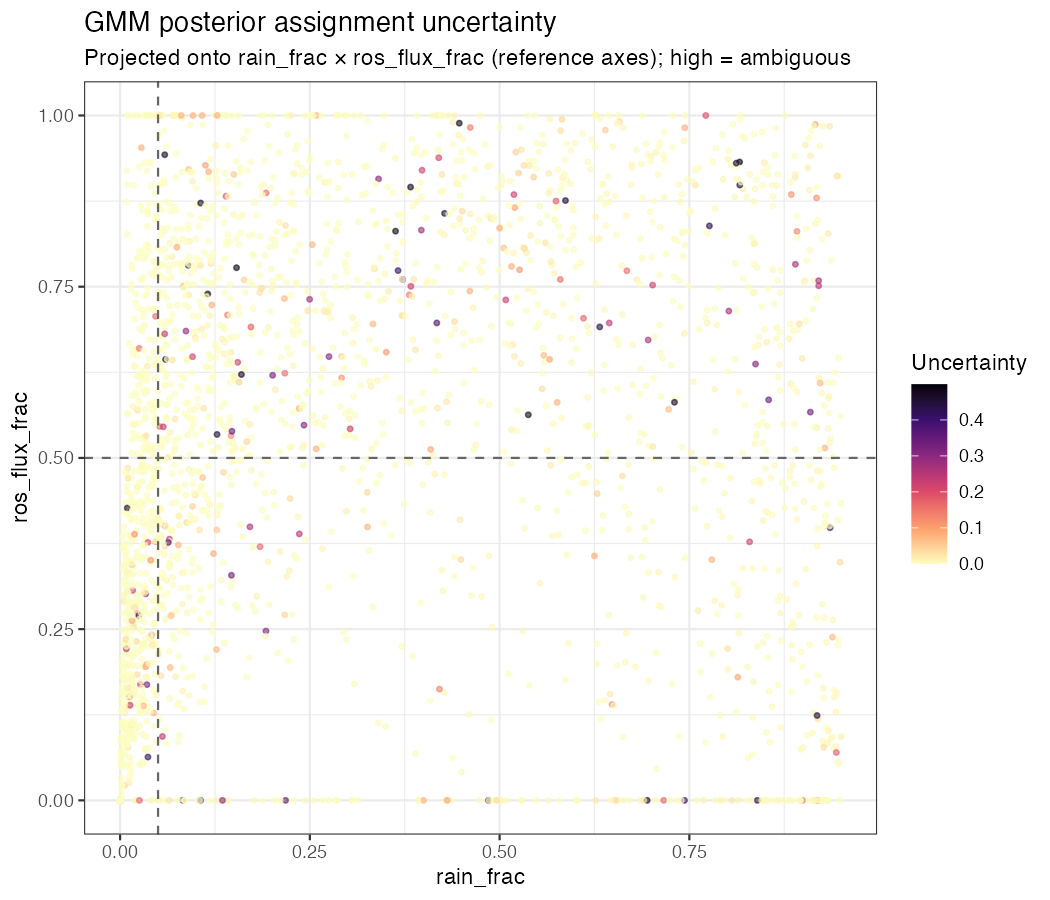 GMM posterior assignment uncertainty
Projected onto rain_frac × ros_flux_frac (reference axes); high = ambiguous
ros_flux_frac
1.00
0.75
0.50
0.25
0.00
0.00 0.25 0.50 0.75
rain_frac
Uncertainty
0.4
0.3
0.2
0.1
0.0